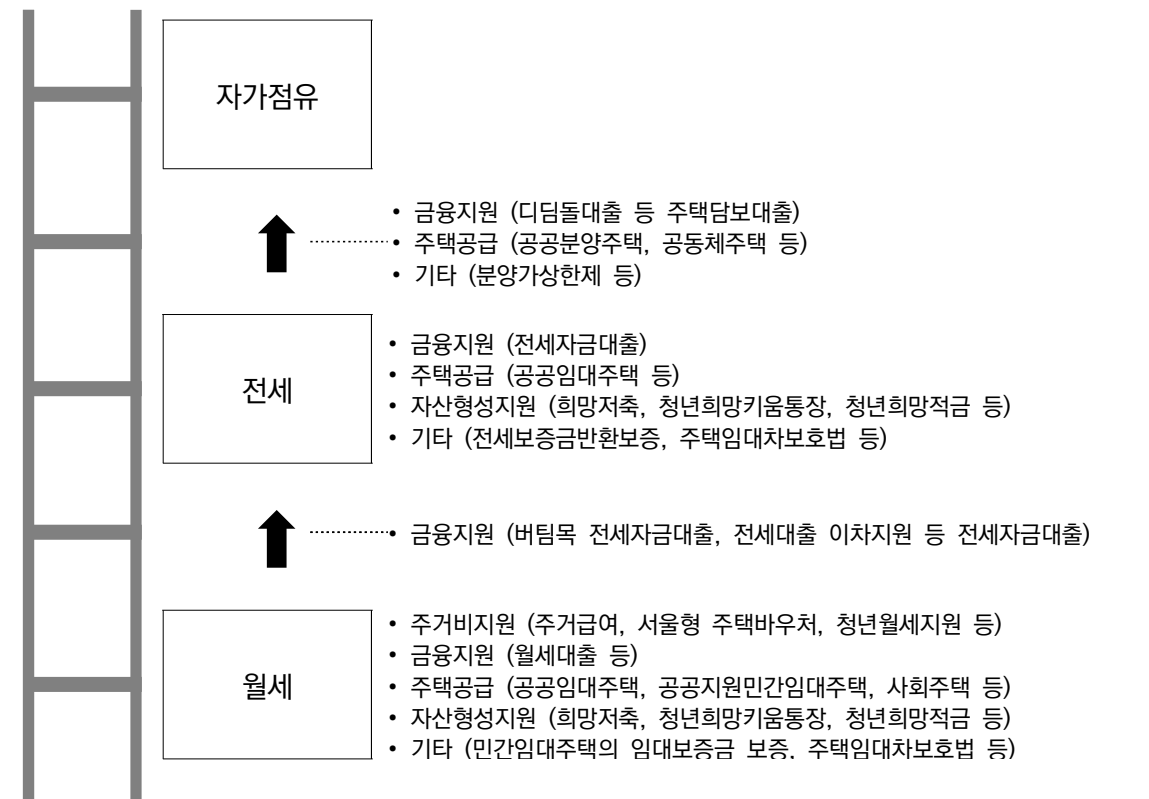 자가점유
• 금융지원 (디딤돌대출 등 주택담보대출)
• 주택공급 (공공분양주택, 공동체주택 등)
• 기타 (분양가상한제 등)
전세
• 금융지원 (전세자금대출)
• 주택공급 (공공임대주택 등)
• 자산형성지원 (희망저축, 청년희망키움통장, 청년희망적금 등)
• 기타 (전세보증금반환보증, 주택임대차보호법 등)
• 금융지원 (버팀목 전세자금대출, 전세대출 이차지원 등 전세자금대출)
월세
• 주거비지원 (주거급여, 서울형 주택바우처, 청년월세지원 등)
• 금융지원 (월세대출 등)
• 주택공급 (공공임대주택, 공공지원민간임대주택, 사회주택 등)
• 자산형성지원 (희망저축, 청년희망키움통장, 청년희망적금 등)
• 기타 (민간임대주택의 임대보증금 보증, 주택임대차보호법 등)